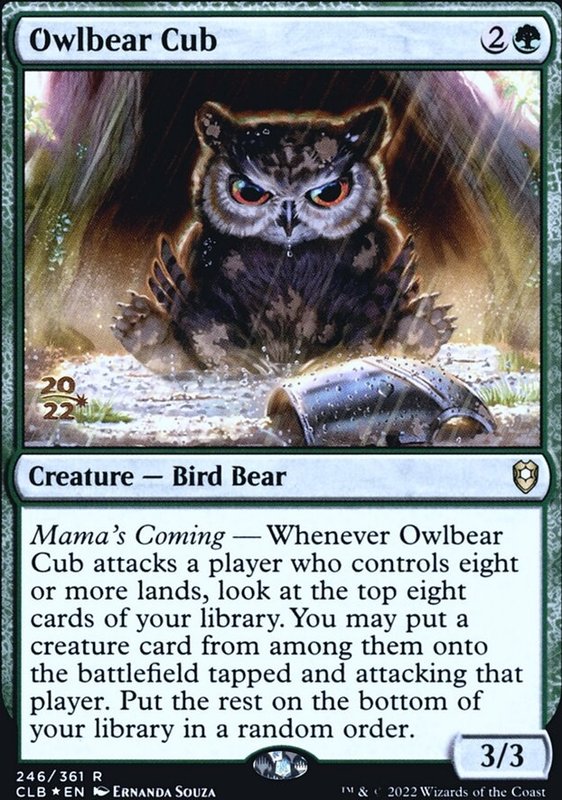 Owlbear Cub 2
20
22
Creature — Bird Bear
Mama's Coming — Whenever Owlbear
Cub attacks a player who controls eight
or more lands, look at the top eight
cards of your library. You may put a
creature card from among them onto
the battlefield tapped and attacking that
player. Put the rest on the bottom of
your library in a random order.
3/3
246/361 R
CLB ★ EN ERNANDA SOUZA
™ & © 2022 Wizards of the Coast